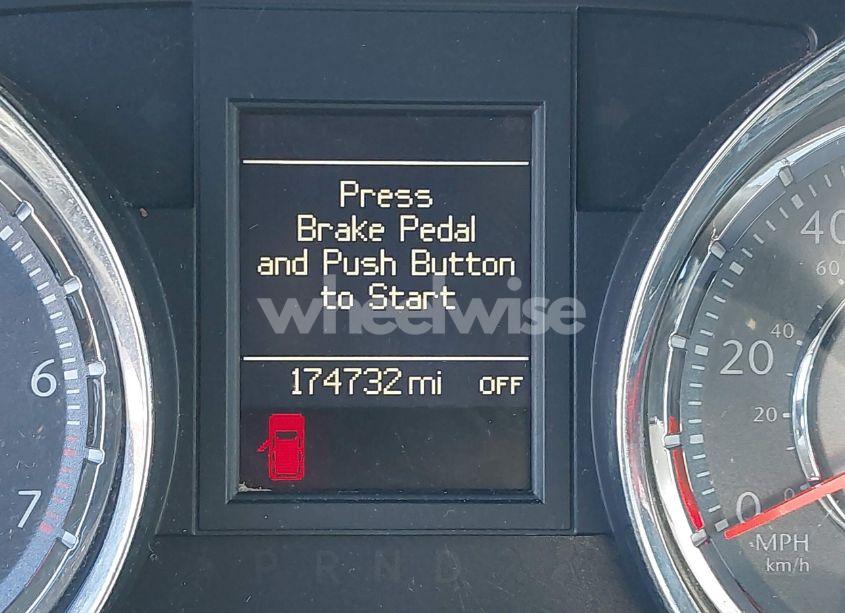 Press
Brake Pedal
and Push Button
to Start
wheelwise
174732 mi OFF
6
7
40
60
40
20
20
0
0
MPH
km/h
P R N D